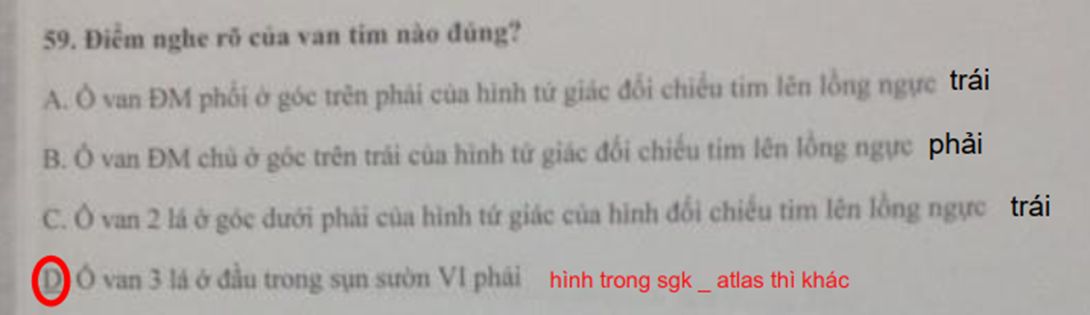 59. Điểm nghe rõ của van tim nào đúng?
A. Ổ van ĐM phổi ở góc trên phải của hình tứ giác đối chiếu tim lên lồng ngực trái
B. Ổ van ĐM chủ ở góc trên trái của hình tứ giác đối chiếu tim lên lồng ngực phải
C. Ổ van 2 lá ở góc dưới phải của hình tứ giác của hình đối chiếu tim lên lồng ngực trái
D Ổ van 3 lá ở đầu trong sụn sườn VI phải hình trong sgk _ atlas thì khác